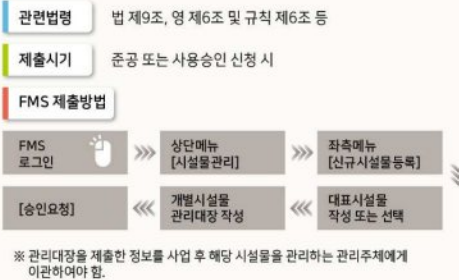 관련법령 법 제9조, 영 제6조 및 규칙 제6조 등
제출시기 준공 또는 사용승인 신청 시
FMS 제출방법
FMS
로그인
상단메뉴
[시설물관리]
좌측메뉴
[신규시설물등록]
대표시설물
작성 또는 선택
개별시설물
관리대장 작성
[승인요청]
※ 관리대장을 제출한 정보를 사업 후 해당 시설물을 관리하는 관리주체에게
이관하여야 함.